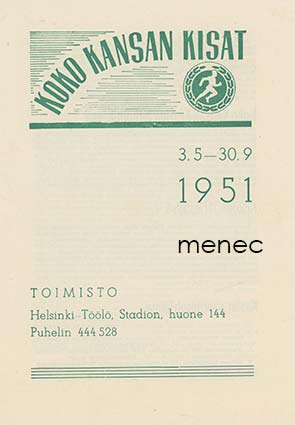 KOKO KANSAN KISAT
3.5—30.9
1951
menec
TOIMISTO
Helsinki-Töölö, Stadion, huone 144
Puhelin 444 528